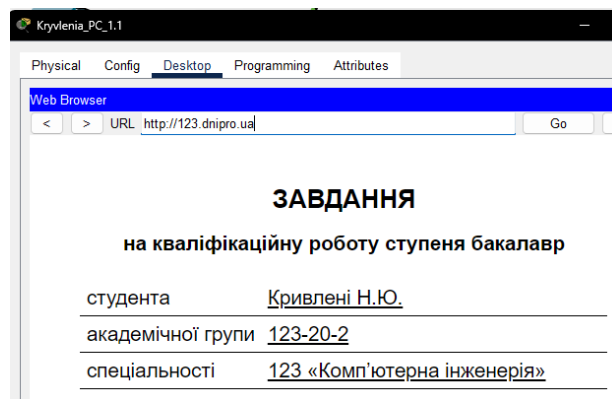 Kryvlenia_PC_1.1
Physical Config Desktop Programming Attributes
Web Browser
< > URL http://123.dnipro.ua Go
ЗАВДАННЯ
на кваліфікаційну роботу ступеня бакалавр
студента Кривлені Н.Ю.
академічної групи 123-20-2
спеціальності 123 «Комп’ютерна інженерія»